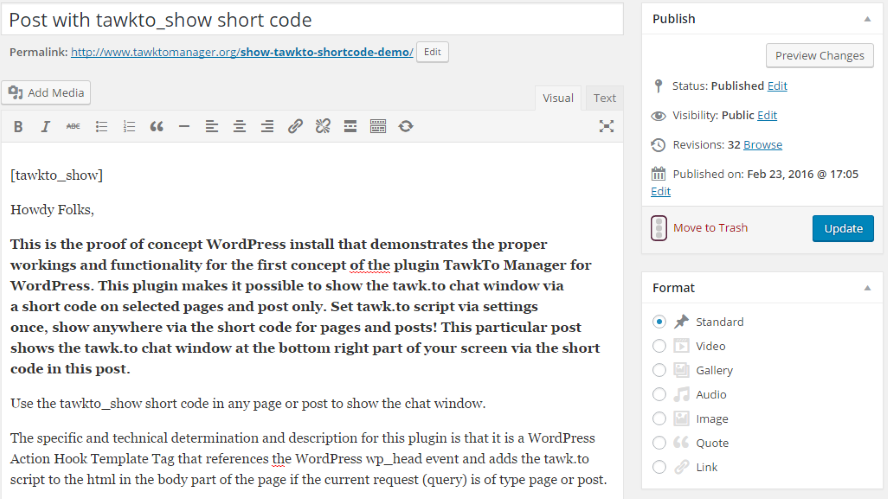 Post with tawkto_show short code
Permalink: http://www.tawktomanager.org/show-tawkto-shortcode-demo/ Edit
Add Media
Visual Text
B I ABC
[tawkto_show]
Howdy Folks,
This is the proof of concept WordPress install that demonstrates the proper
workings and functionality for the first concept of the plugin TawkTo Manager for
WordPress. This plugin makes it possible to show the tawk.to chat window via
a short code on selected pages and post only. Set tawk.to script via settings
once, show anywhere via the short code for pages and posts! This particular post
shows the tawk.to chat window at the bottom right part of your screen via the short
code in this post.
Use the tawkto_show short code in any page or post to show the chat window.
The specific and technical determination and description for this plugin is that it is a WordPress
Action Hook Template Tag that references the WordPress wp_head event and adds the tawk.to
script to the html in the body part of the page if the current request (query) is of type page or post.
Publish
Preview Changes
Status: Published Edit
Visibility: Public Edit
Revisions: 32 Browse
Published on: Feb 23, 2016 @ 17:05
Edit
Move to Trash
Update
Format
Standard
Video
Gallery
Audio
Image
Quote
Link